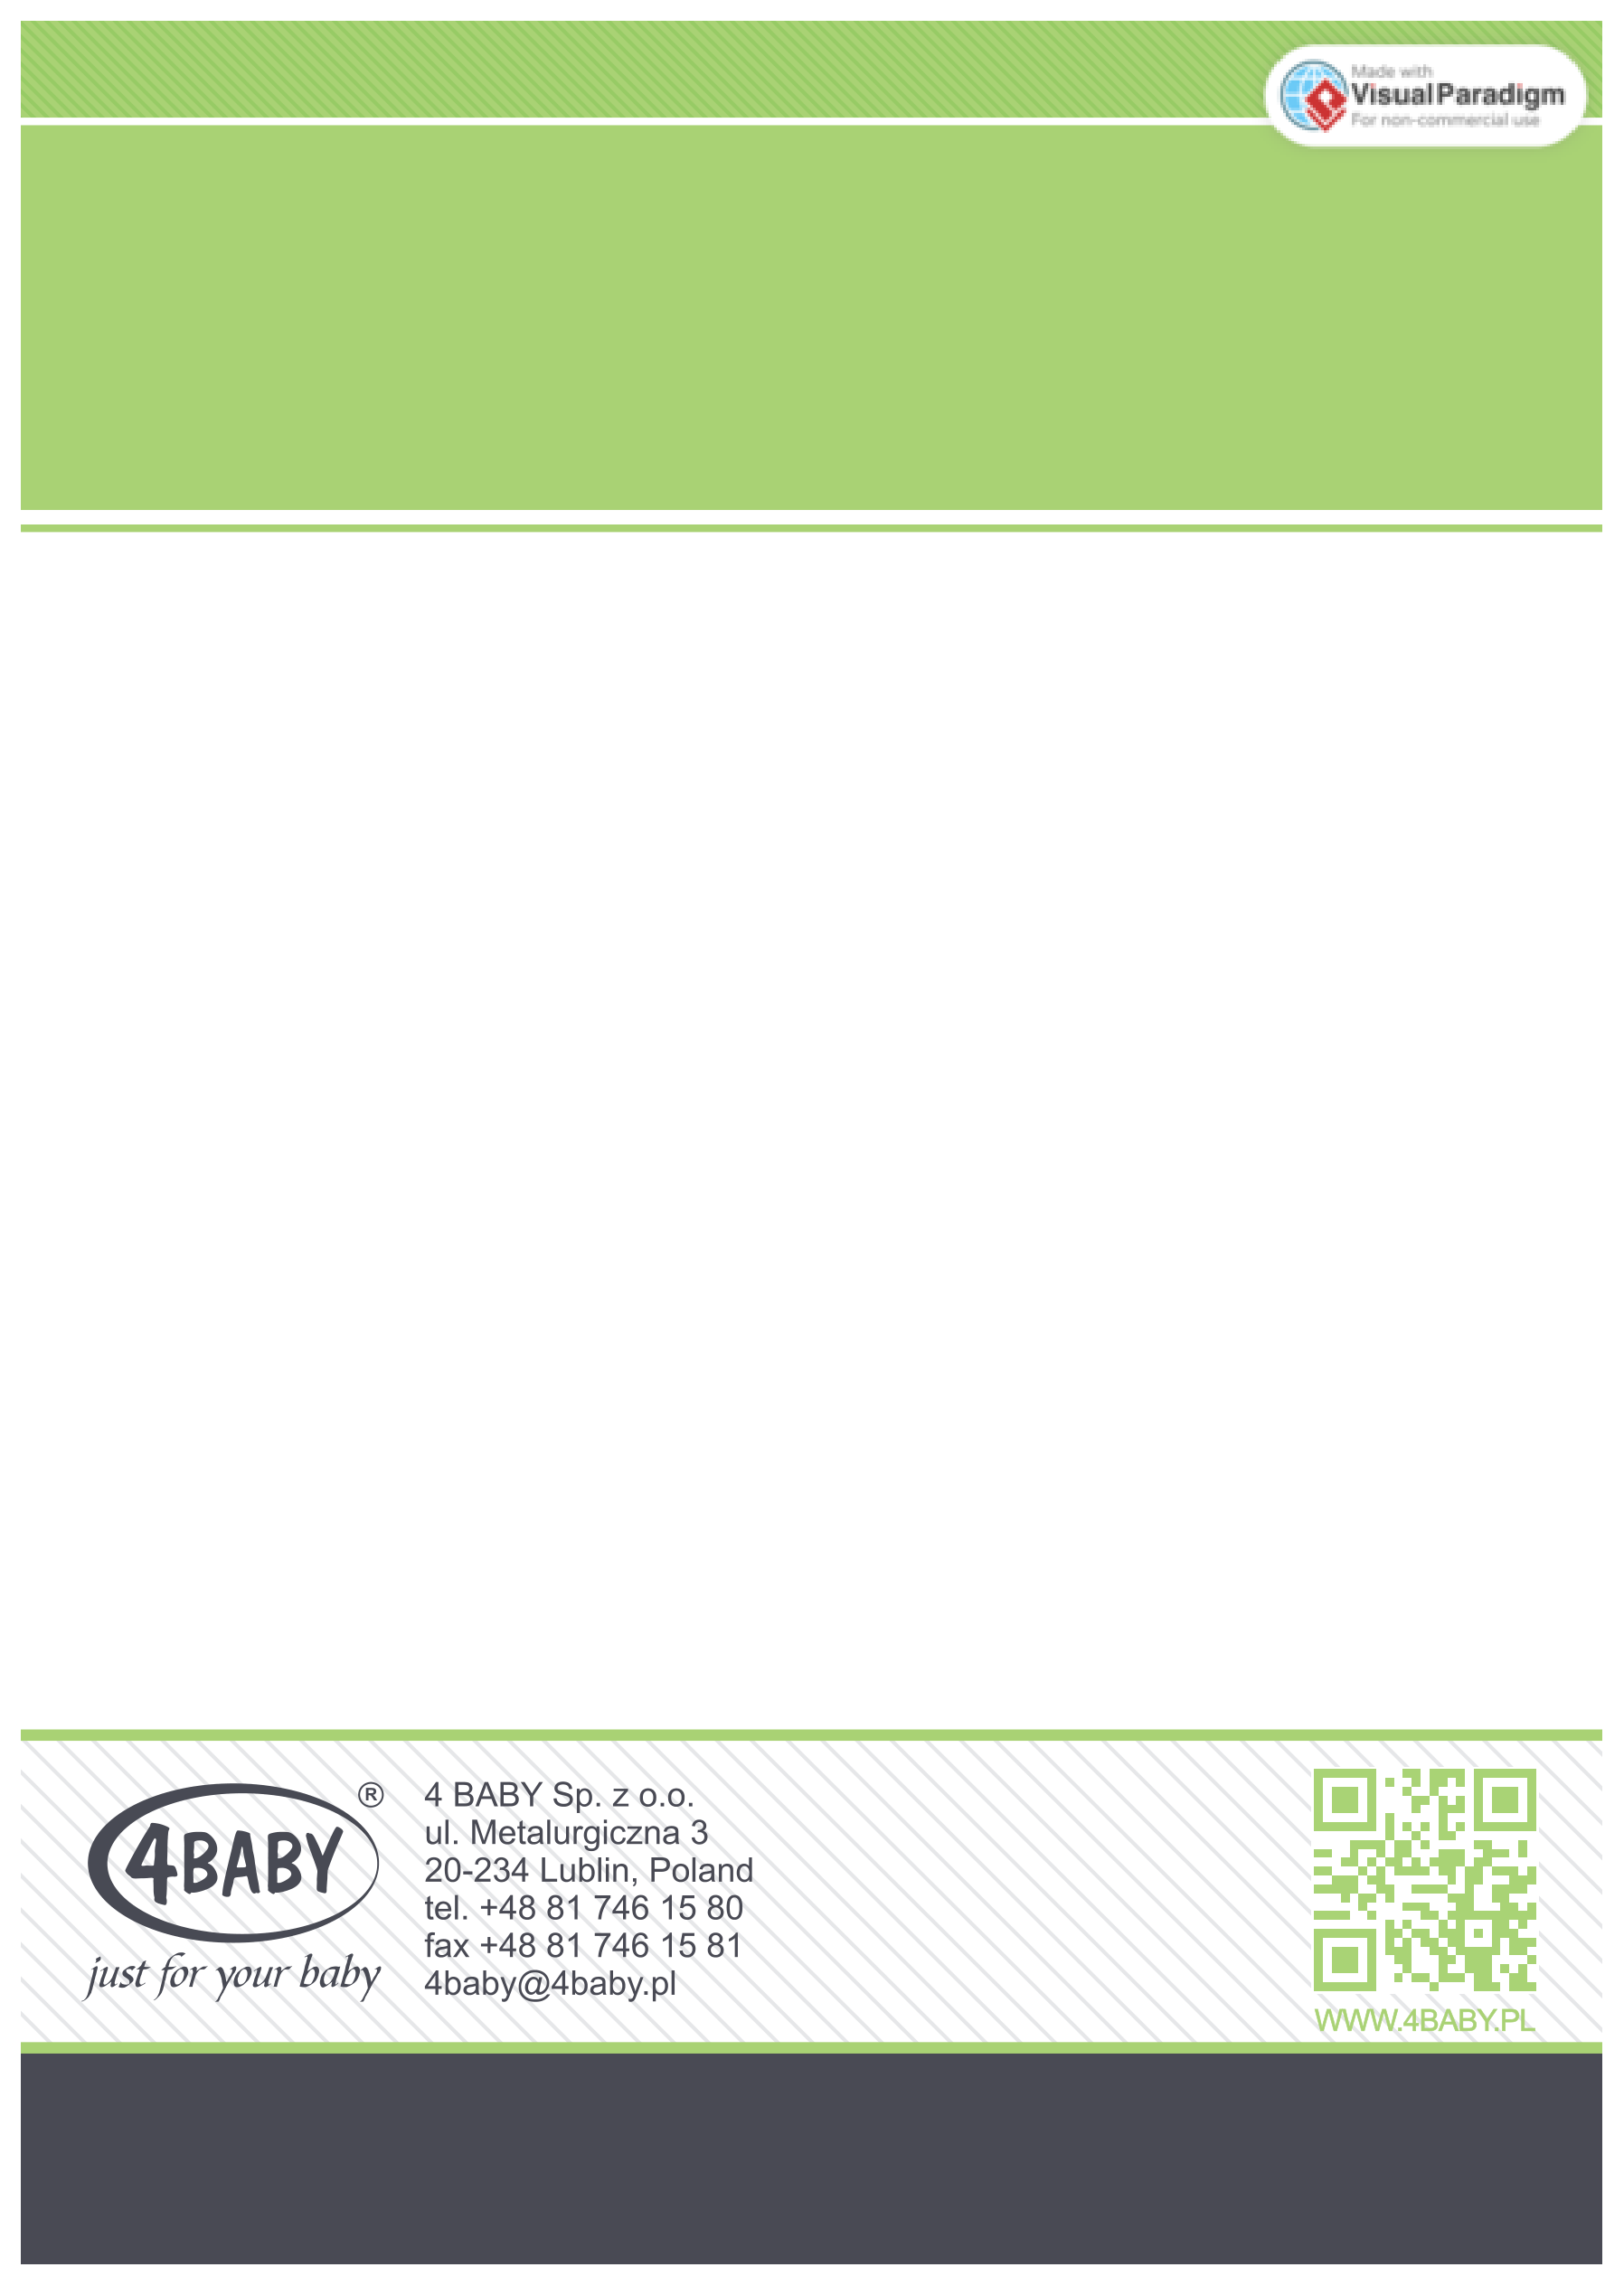 Made with
Visual Paradigm
For non-commercial use
4BABY ®
just for your baby
4 BABY Sp. z o.o.
ul. Metalurgiczna 3
20-234 Lublin, Poland
tel. +48 81 746 15 80
fax +48 81 746 15 81
4baby@4baby.pl
WWW.4BABY.PL